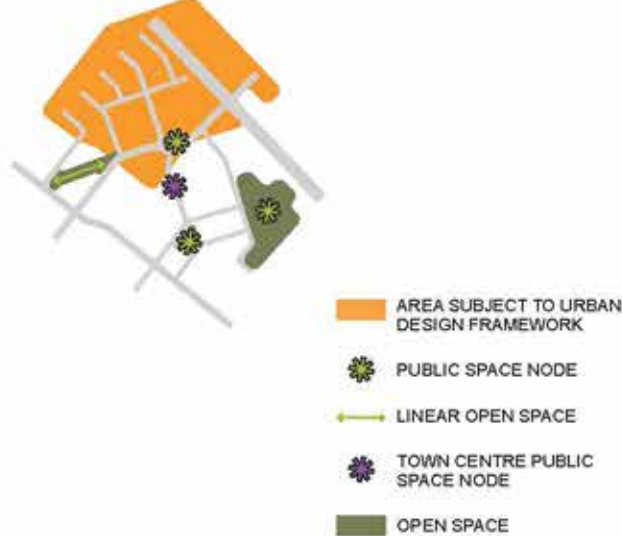 AREA SUBJECT TO URBAN
DESIGN FRAMEWORK
PUBLIC SPACE NODE
LINEAR OPEN SPACE
TOWN CENTRE PUBLIC
SPACE NODE
OPEN SPACE